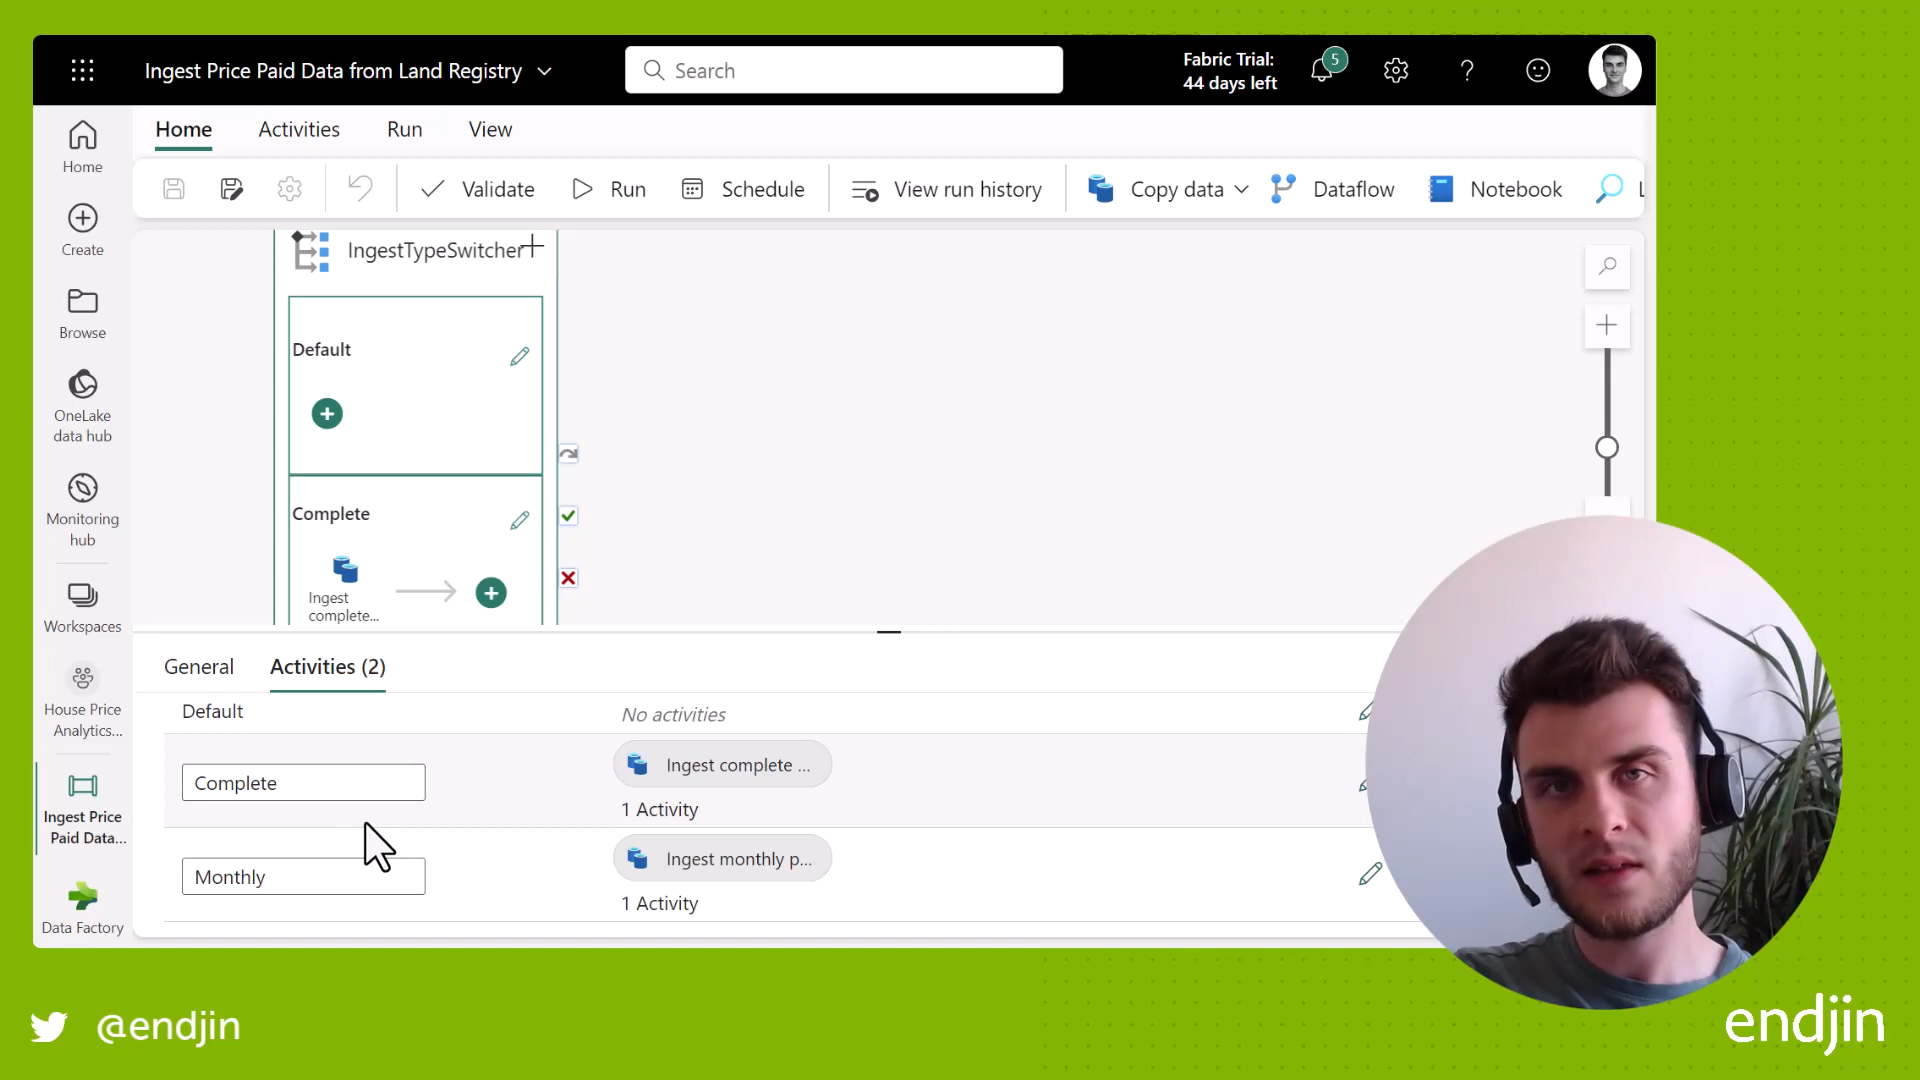 Ingest Price Paid Data from Land Registry
Search
Fabric Trial:
44 days left
5
Home
Activities
Run
View
Validate
Run
Schedule
View run history
Copy data
Dataflow
Notebook
L
Home
Create
Browse
OneLake
data hub
Monitoring
hub
Workspaces
House Price
Analytics...
Ingest Price
Paid Data...
Data Factory
IngestTypeSwitcher
Default
Complete
Ingest
complete...
General
Activities (2)
Default
No activities
Complete
Ingest complete ...
1 Activity
Monthly
Ingest monthly p...
1 Activity
@endjin
endjin